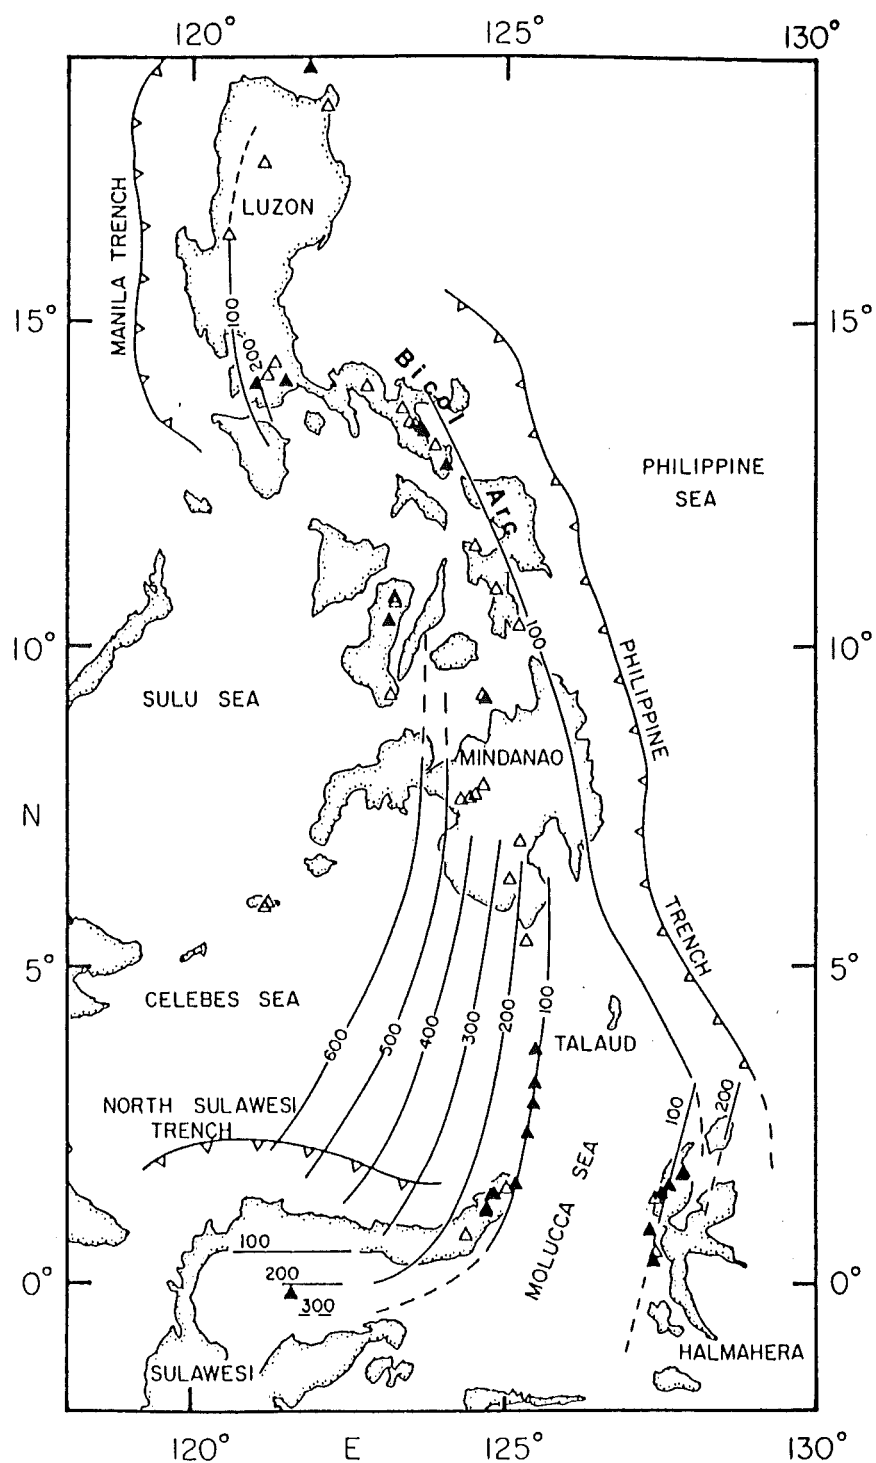 120° 125° 130°
MANILA TRENCH
LUZON
15° 15°
100
200
Bicol
Arc
PHILIPPINE
SEA
100
10° 10°
SULU SEA
PHILIPPINE
TRENCH
MINDANAO
N
5° 5°
CELEBES SEA
600
500
400
300
200
100
TALAUD
NORTH SULAWESI
TRENCH
MOLUCCA SEA
100
200
100
200
300
0° 0°
SULAWESI
HALMAHERA
120° E 125° 130°